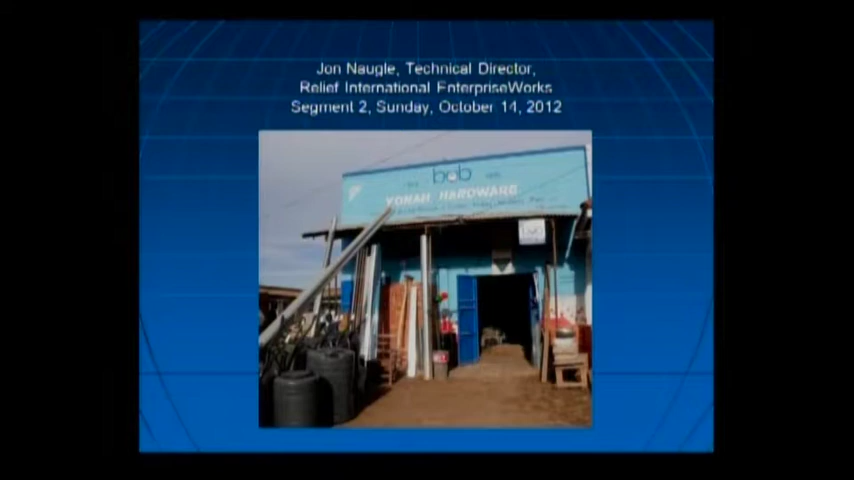 Jon Naugle, Technical Director,
Relief International EnterpriseWorks
Segment 2, Sunday, October 14, 2012
bob
YONAH HARDWARE